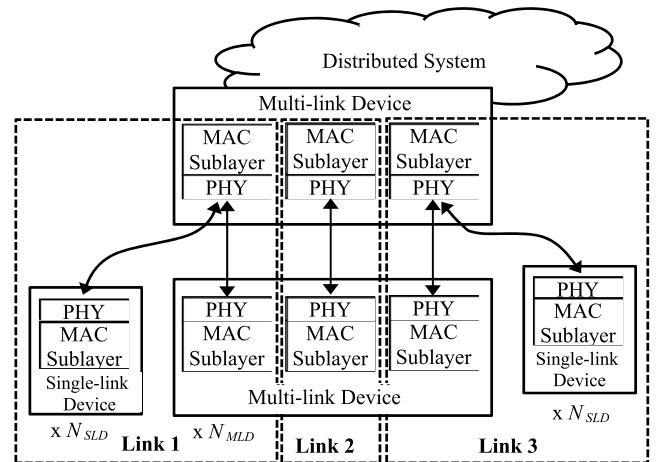 Distributed System
Multi-link Device
MAC
Sublayer
PHY
MAC
Sublayer
PHY
MAC
Sublayer
PHY
PHY
MAC
Sublayer
Single-link
Device
x N_SLD
PHY
MAC
Sublayer
PHY
MAC
Sublayer
PHY
MAC
Sublayer
Multi-link Device
x N_MLD
PHY
MAC
Sublayer
Single-link
Device
x N_SLD
Link 1
Link 2
Link 3